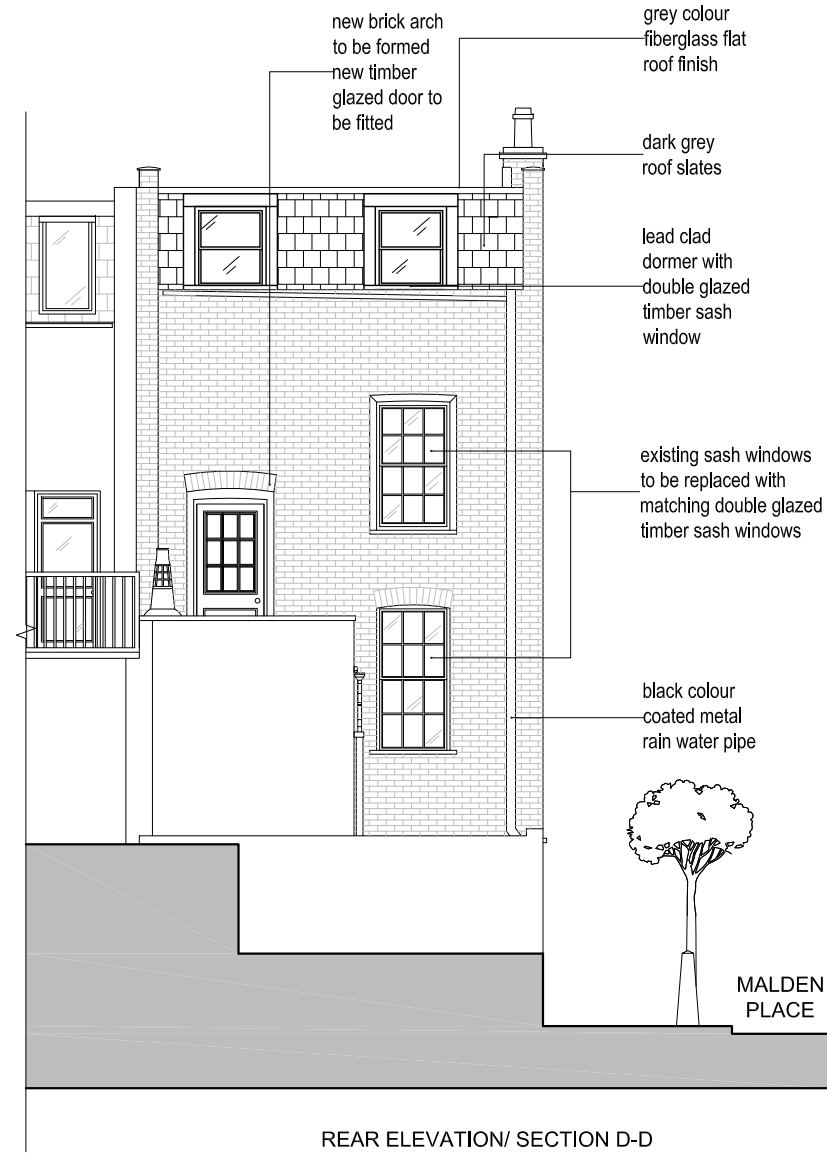 new brick arch
to be formed
new timber
glazed door to
be fitted
grey colour
fiberglass flat
roof finish
dark grey
roof slates
lead clad
dormer with
double glazed
timber sash
window
existing sash windows
to be replaced with
matching double glazed
timber sash windows
black colour
coated metal
rain water pipe
MALDEN
PLACE
REAR ELEVATION/ SECTION D-D